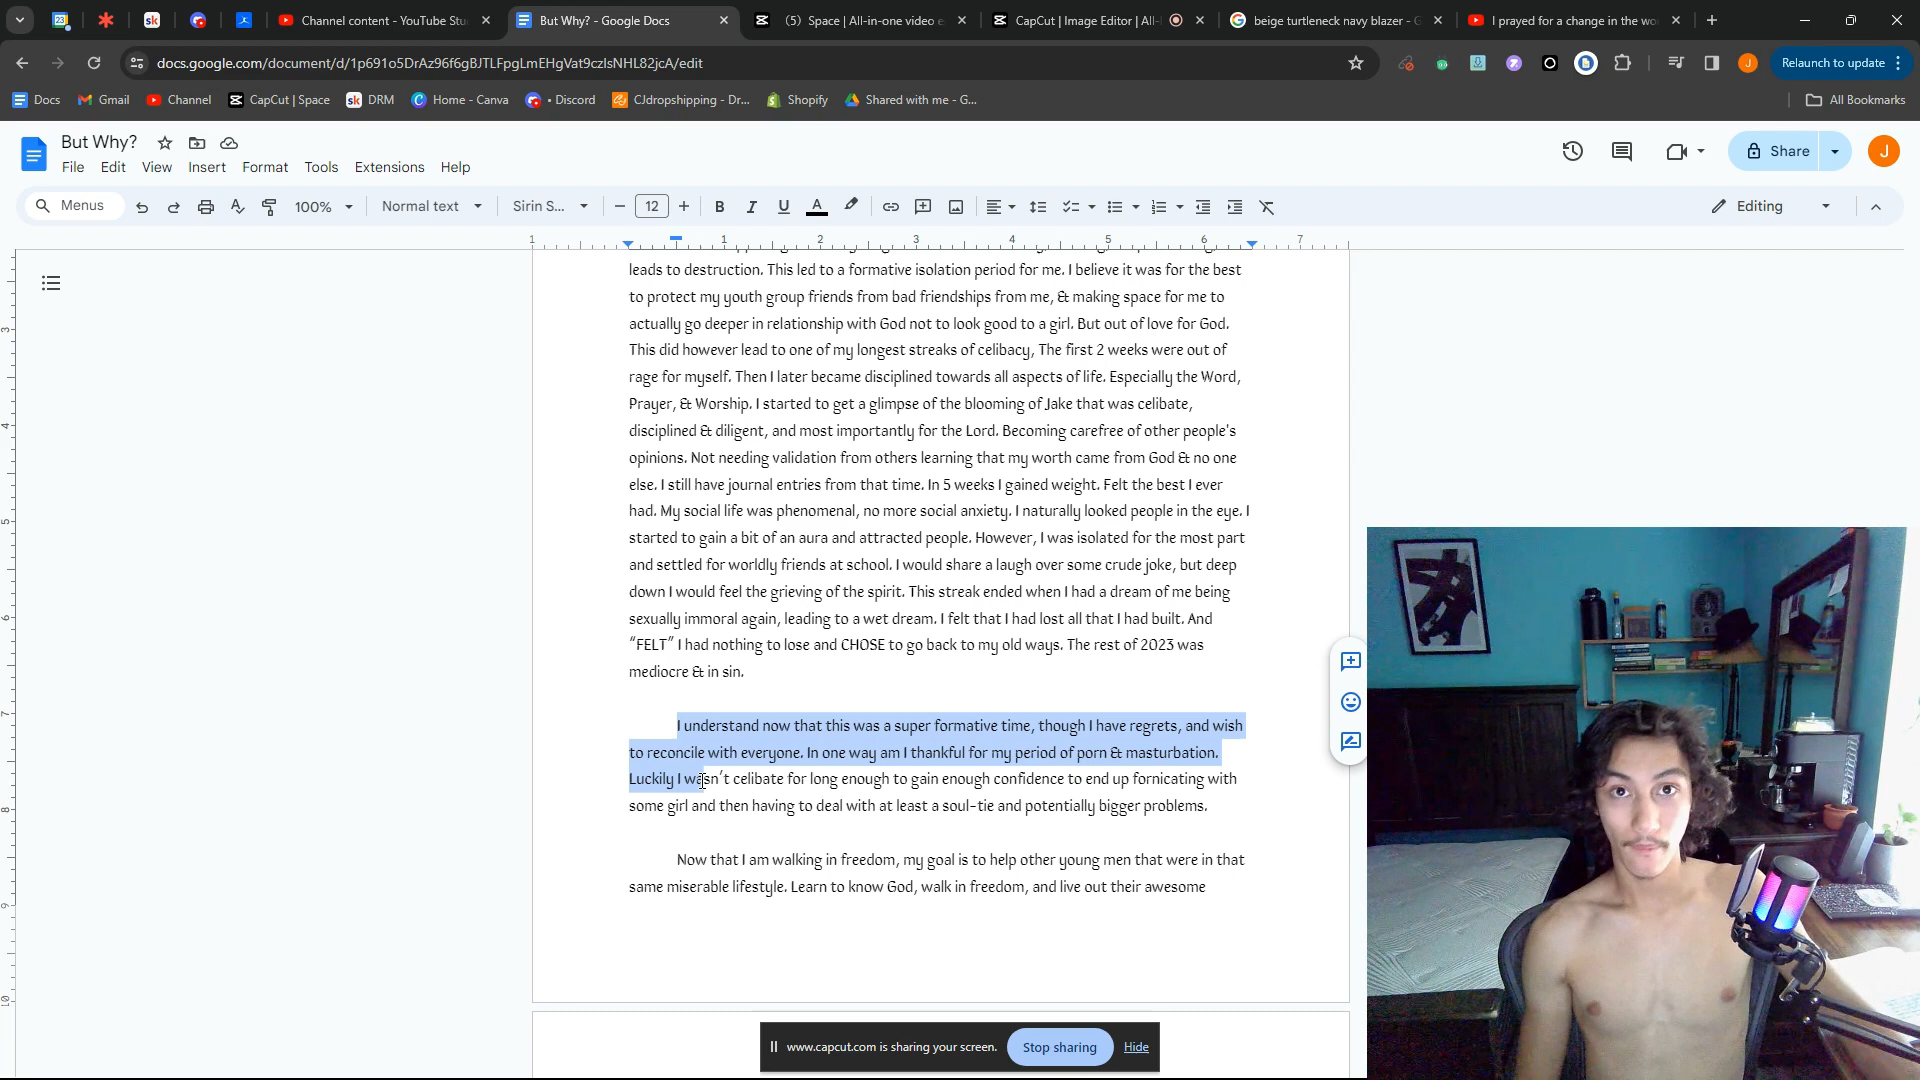 23
sk
Channel content - YouTube Stu
But Why? - Google Docs
(5) Space | All-in-one video e
CapCut | Image Editor | All-
beige turtleneck navy blazer - G
I prayed for a change in the wo
docs.google.com/document/d/1p691o5DrAz96f6gBJTLFpgLmEHgVat9czlsNHL82jcA/edit
J
Relaunch to update
Docs
Gmail
Channel
CapCut | Space
sk DRM
Home - Canva
• Discord
CJdropshipping - Dr...
Shopify
Shared with me - G...
All Bookmarks
But Why?
File Edit View Insert Format Tools Extensions Help
Share
J
Menus
100%
Normal text
Sirin S...
12
B I U A
Editing
1 1 2 3 4 5 6 7
leads to destruction. This led to a formative isolation period for me. I believe it was for the best
to protect my youth group friends from bad friendships from me, & making space for me to
actually go deeper in relationship with God not to look good to a girl. But out of love for God.
This did however lead to one of my longest streaks of celibacy, The first 2 weeks were out of
rage for myself. Then I later became disciplined towards all aspects of life. Especially the Word,
Prayer, & Worship. I started to get a glimpse of the blooming of Jake that was celibate,
disciplined & diligent, and most importantly for the Lord. Becoming carefree of other people's
opinions. Not needing validation from others learning that my worth came from God & no one
else. I still have journal entries from that time. In 5 weeks I gained weight. Felt the best I ever
had. My social life was phenomenal, no more social anxiety. I naturally looked people in the eye. I
started to gain a bit of an aura and attracted people. However, I was isolated for the most part
and settled for worldly friends at school. I would share a laugh over some crude joke, but deep
down I would feel the grieving of the spirit. This streak ended when I had a dream of me being
sexually immoral again, leading to a wet dream. I felt that I had lost all that I had built. And
“FELT” I had nothing to lose and CHOSE to go back to my old ways. The rest of 2023 was
mediocre & in sin.
I understand now that this was a super formative time, though I have regrets, and wish
to reconcile with everyone. In one way am I thankful for my period of porn & masturbation.
Luckily I wasn’t celibate for long enough to gain enough confidence to end up fornicating with
some girl and then having to deal with at least a soul-tie and potentially bigger problems.
Now that I am walking in freedom, my goal is to help other young men that were in that
same miserable lifestyle. Learn to know God, walk in freedom, and live out their awesome
3
4
5
6
7
8
9
10
www.capcut.com is sharing your screen.
Stop sharing
Hide